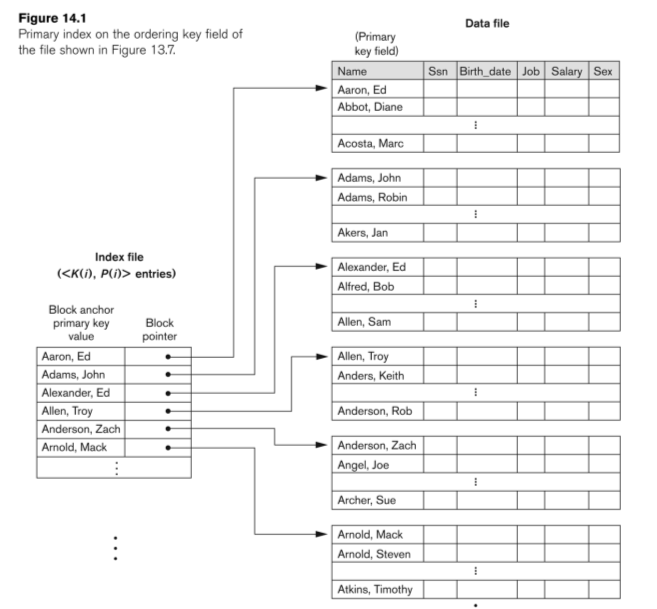 Figure 14.1
Primary index on the ordering key field of
the file shown in Figure 13.7.
Data file
(Primary
key field)
Name Ssn Birth_date Job Salary Sex
Aaron, Ed
Abbot, Diane
⋮
Acosta, Marc
Adams, John
Adams, Robin
⋮
Akers, Jan
Alexander, Ed
Alfred, Bob
⋮
Allen, Sam
Allen, Troy
Anders, Keith
⋮
Anderson, Rob
Anderson, Zach
Angel, Joe
⋮
Archer, Sue
Arnold, Mack
Arnold, Steven
⋮
Atkins, Timothy
Index file
(<K(i), P(i)> entries)
Block anchor
primary key
value
Block
pointer
Aaron, Ed
Adams, John
Alexander, Ed
Allen, Troy
Anderson, Zach
Arnold, Mack
⋮
⋮